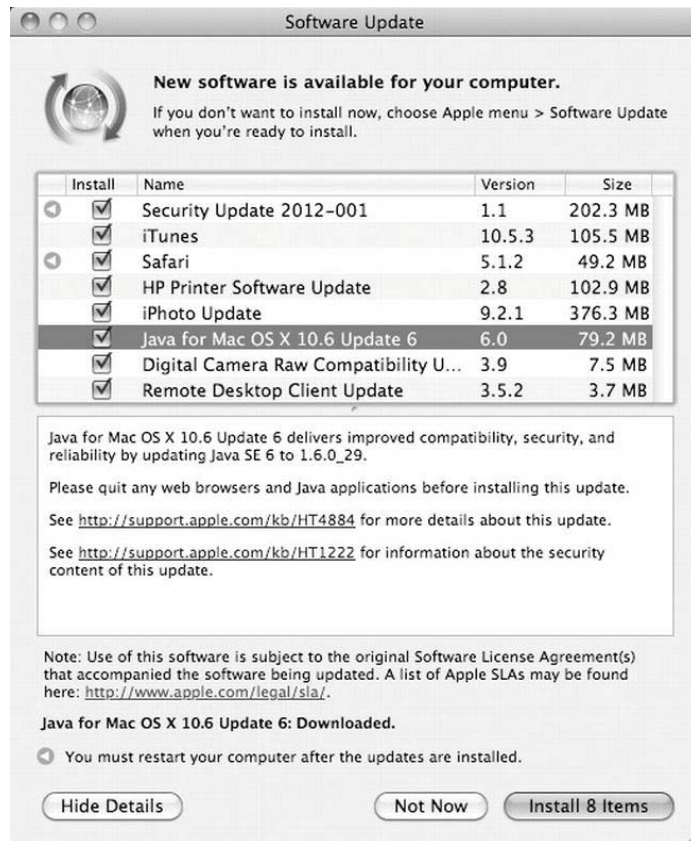 Software Update
New software is available for your computer.
If you don't want to install now, choose Apple menu > Software Update
when you're ready to install.
Install Name Version Size
Security Update 2012-001 1.1 202.3 MB
iTunes 10.5.3 105.5 MB
Safari 5.1.2 49.2 MB
HP Printer Software Update 2.8 102.9 MB
iPhoto Update 9.2.1 376.3 MB
Java for Mac OS X 10.6 Update 6 6.0 79.2 MB
Digital Camera Raw Compatibility U... 3.9 7.5 MB
Remote Desktop Client Update 3.5.2 3.7 MB
Java for Mac OS X 10.6 Update 6 delivers improved compatibility, security, and
reliability by updating Java SE 6 to 1.6.0_29.
Please quit any web browsers and Java applications before installing this update.
See http://support.apple.com/kb/HT4884 for more details about this update.
See http://support.apple.com/kb/HT1222 for information about the security
content of this update.
Note: Use of this software is subject to the original Software License Agreement(s)
that accompanied the software being updated. A list of Apple SLAs may be found
here: http://www.apple.com/legal/sla/.
Java for Mac OS X 10.6 Update 6: Downloaded.
You must restart your computer after the updates are installed.
Hide Details Not Now Install 8 Items